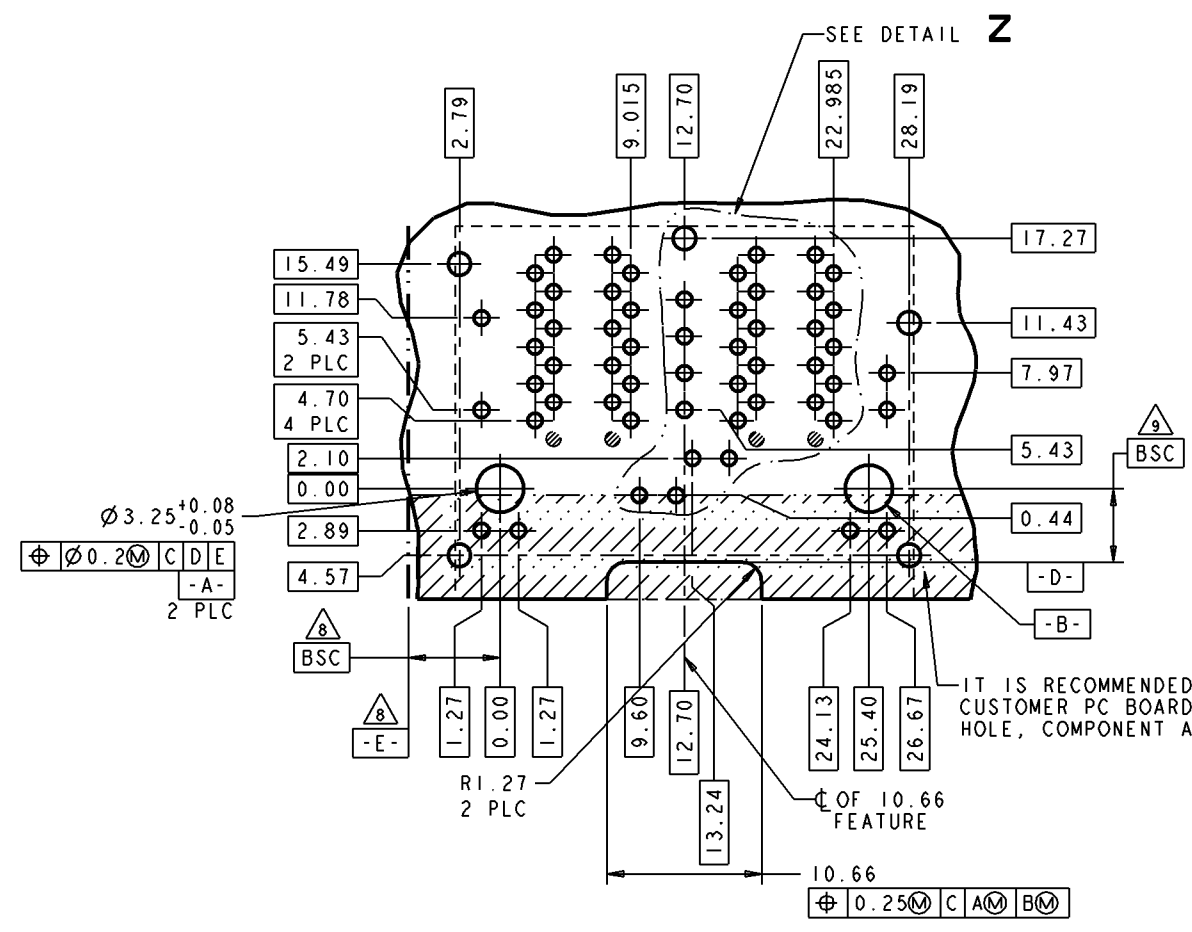 SEE DETAIL Z
2.79
9.015
12.70
22.985
28.19
17.27
15.49
11.78
11.43
5.43
2 PLC
7.97
4.70
4 PLC
5.43
9
BSC
2.10
0.00
Ø3.25+0.08
-0.05
0.44
2.89
⌖ Ø0.2Ⓜ C D E
-A-
2 PLC
4.57
-D-
-B-
8
BSC
IT IS RECOMMENDED
CUSTOMER PC BOARD
HOLE, COMPONENT A
8
-E-
1.27
0.00
1.27
9.60
12.70
24.13
25.40
26.67
R1.27
2 PLC
13.24
℄ OF 10.66
FEATURE
10.66
⌖ 0.25Ⓜ C AⓂ BⓂ